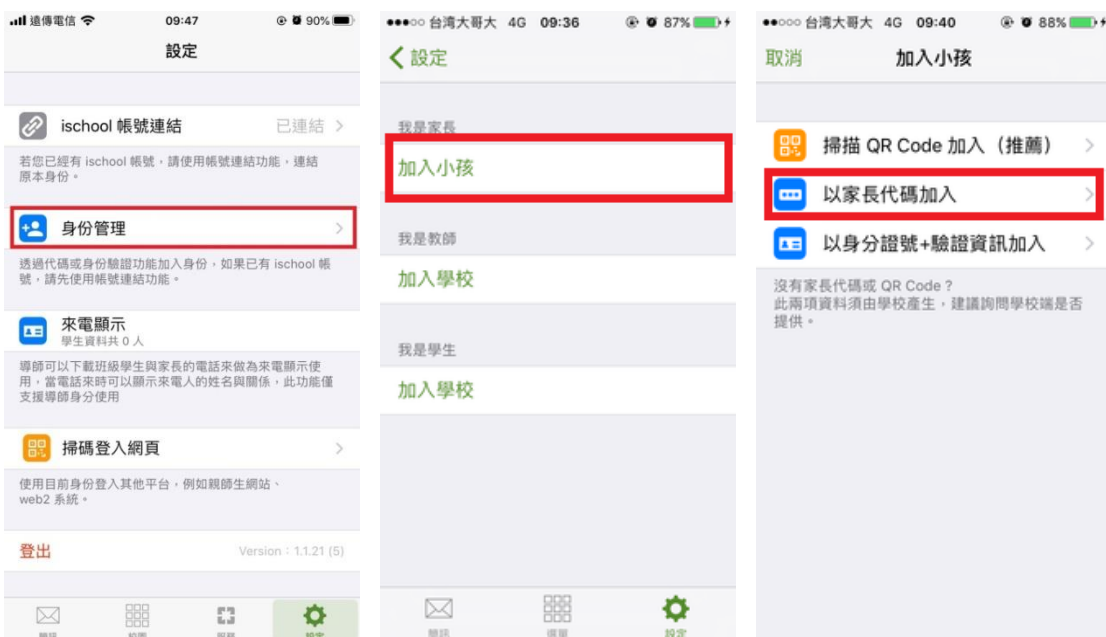 遠傳電信
09:47
90%
設定
ischool 帳號連結
已連結
若您已經有 ischool 帳號，請使用帳號連結功能，連結
原本身份。
身份管理
透過代碼或身份驗證功能加入身份，如果已有 ischool 帳
號，請先使用帳號連結功能。
來電顯示
學生資料共 0 人
導師可以下載班級學生與家長的電話來做為來電顯示使
用，當電話來時可以顯示來電人的姓名與關係，此功能僅
支援導師身分使用
掃碼登入網頁
使用目前身份登入其他平台，例如親師生網站、
web2 系統。
登出
Version：1.1.21 (5)
簡訊
校園
服務
設定
台灣大哥大 4G 09:36
87%
設定
我是家長
加入小孩
我是教師
加入學校
我是學生
加入學校
簡訊
選單
設定
台灣大哥大 4G 09:40
88%
取消
加入小孩
掃描 QR Code 加入（推薦）
以家長代碼加入
以身分證號+驗證資訊加入
沒有家長代碼或 QR Code？
此兩項資料須由學校產生，建議詢問學校端是否
提供。